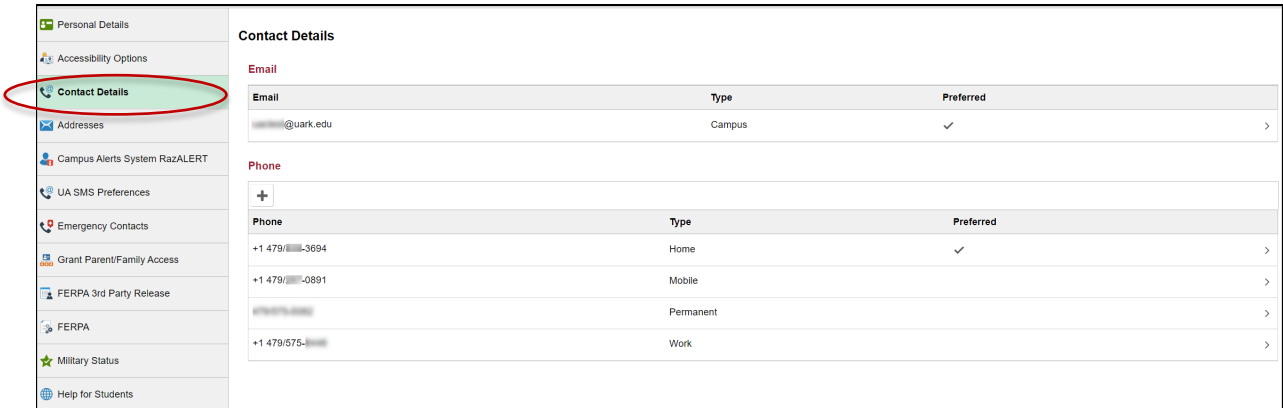 Personal Details
Accessibility Options
Contact Details
Addresses
Campus Alerts System RazALERT
UA SMS Preferences
Emergency Contacts
Grant Parent/Family Access
FERPA 3rd Party Release
FERPA
Military Status
Help for Students
Contact Details
Email
Email Type Preferred
@uark.edu Campus
Phone
Phone Type Preferred
+1 479/ -3694 Home
+1 479/ -0891 Mobile
Permanent
+1 479/575- Work